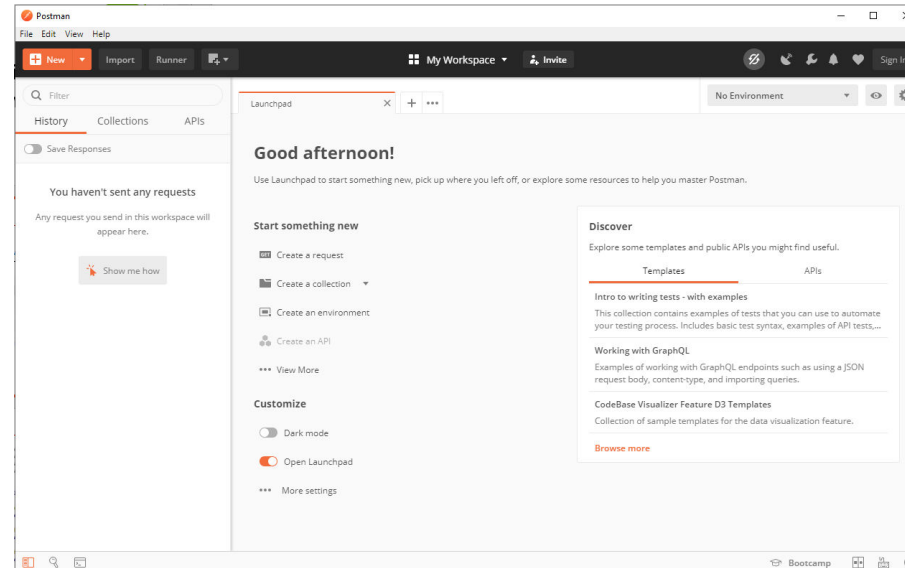 Postman
File Edit View Help
New Import Runner My Workspace Invite Sign In
Filter
History Collections APIs
Save Responses
You haven't sent any requests
Any request you send in this workspace will
appear here.
Show me how
Launchpad
No Environment
Good afternoon!
Use Launchpad to start something new, pick up where you left off, or explore some resources to help you master Postman.
Start something new
GET Create a request
Create a collection
Create an environment
Create an API
View More
Customize
Dark mode
Open Launchpad
More settings
Discover
Explore some templates and public APIs you might find useful.
Templates APIs
Intro to writing tests - with examples
This collection contains examples of tests that you can use to automate
your testing process. Includes basic test syntax, examples of API tests,...
Working with GraphQL
Examples of working with GraphQL endpoints such as using a JSON
request body, content-type, and importing queries.
CodeBase Visualizer Feature D3 Templates
Collection of sample templates for the data visualization feature.
Browse more
Bootcamp